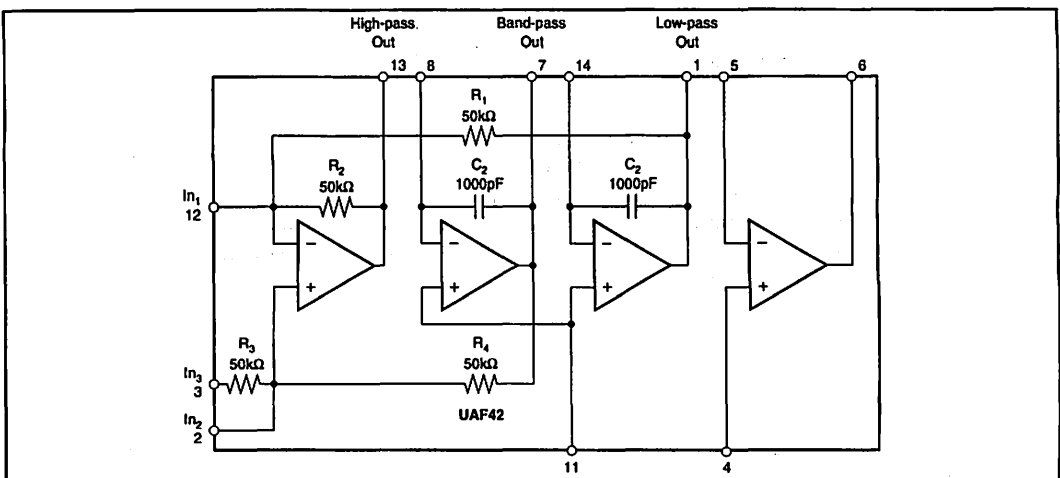 High-pass. Band-pass Low-pass
Out Out Out
13 8 7 14 1 5 6
R1
50kΩ
R2 C2 C2
50kΩ 1000pF 1000pF
In1
12
− − − −
+ + + +
R3 R4
50kΩ 50kΩ
In3
3
In2 UAF42
2
11 4